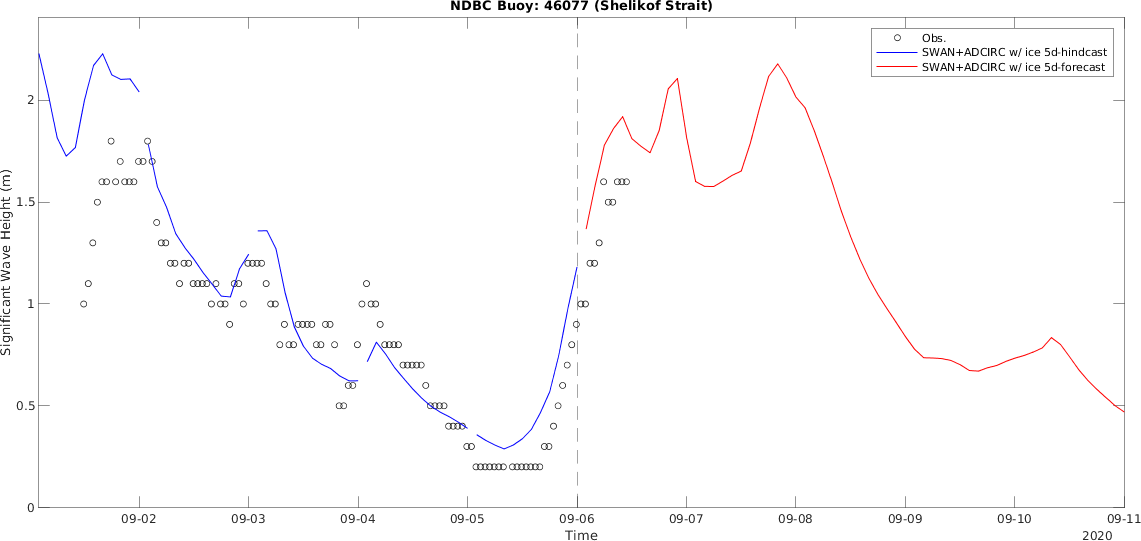 NDBC Buoy: 46077 (Shelikof Strait)
Obs.
SWAN+ADCIRC w/ ice 5d-hindcast
SWAN+ADCIRC w/ ice 5d-forecast
Significant Wave Height (m)
2
1.5
1
0.5
0
09-02 09-03 09-04 09-05 09-06 09-07 09-08 09-09 09-10 09-11
Time
2020